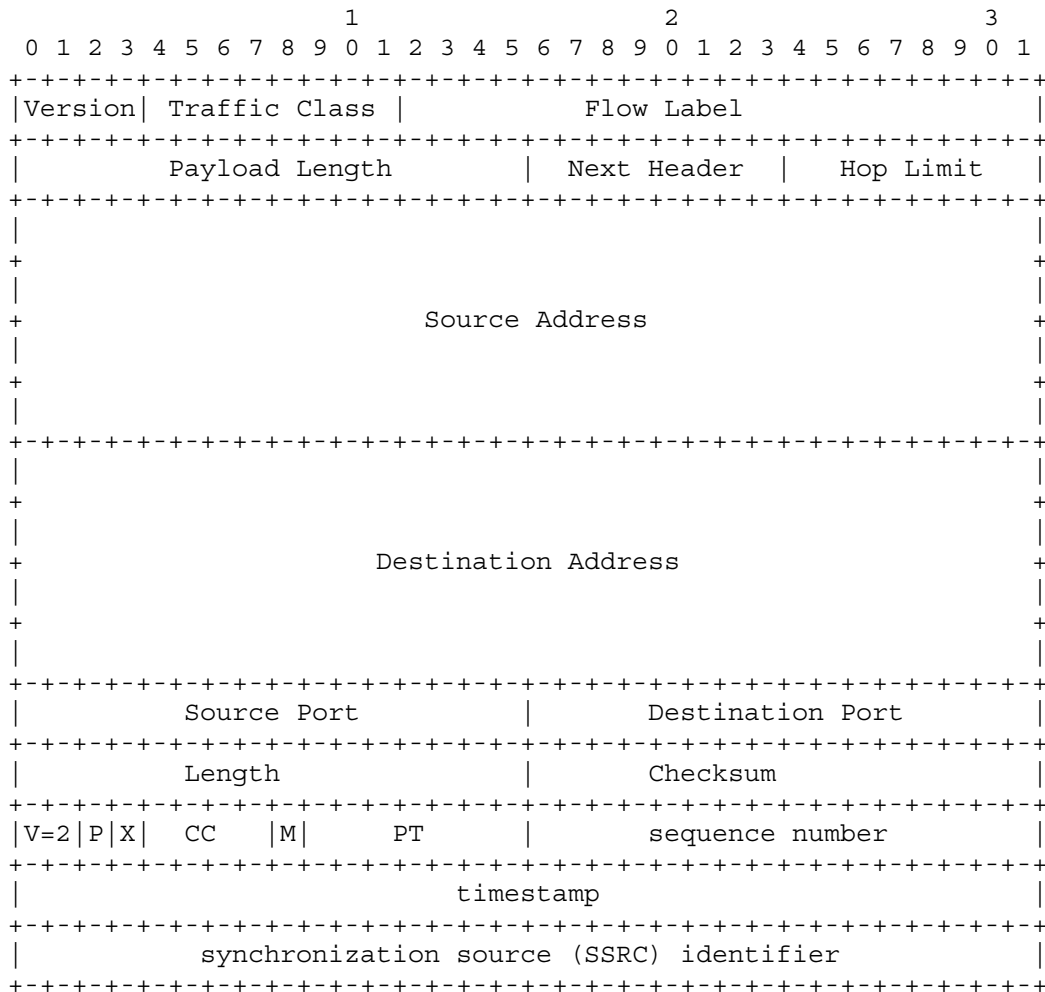 1                   2                   3
 0 1 2 3 4 5 6 7 8 9 0 1 2 3 4 5 6 7 8 9 0 1 2 3 4 5 6 7 8 9 0 1
+-+-+-+-+-+-+-+-+-+-+-+-+-+-+-+-+-+-+-+-+-+-+-+-+-+-+-+-+-+-+-+-+
|Version| Traffic Class |           Flow Label                  |
+-+-+-+-+-+-+-+-+-+-+-+-+-+-+-+-+-+-+-+-+-+-+-+-+-+-+-+-+-+-+-+-+
|         Payload Length        |  Next Header  |   Hop Limit   |
+-+-+-+-+-+-+-+-+-+-+-+-+-+-+-+-+-+-+-+-+-+-+-+-+-+-+-+-+-+-+-+-+
|                                                               |
+                                                               +
|                                                               |
+                         Source Address                        +
|                                                               |
+                                                               +
|                                                               |
+-+-+-+-+-+-+-+-+-+-+-+-+-+-+-+-+-+-+-+-+-+-+-+-+-+-+-+-+-+-+-+-+
|                                                               |
+                                                               +
|                                                               |
+                      Destination Address                      +
|                                                               |
+                                                               +
|                                                               |
+-+-+-+-+-+-+-+-+-+-+-+-+-+-+-+-+-+-+-+-+-+-+-+-+-+-+-+-+-+-+-+-+
|          Source Port          |       Destination Port        |
+-+-+-+-+-+-+-+-+-+-+-+-+-+-+-+-+-+-+-+-+-+-+-+-+-+-+-+-+-+-+-+-+
|          Length               |       Checksum                |
+-+-+-+-+-+-+-+-+-+-+-+-+-+-+-+-+-+-+-+-+-+-+-+-+-+-+-+-+-+-+-+-+
|V=2|P|X|  CC   |M|     PT      |       sequence number         |
+-+-+-+-+-+-+-+-+-+-+-+-+-+-+-+-+-+-+-+-+-+-+-+-+-+-+-+-+-+-+-+-+
|                           timestamp                           |
+-+-+-+-+-+-+-+-+-+-+-+-+-+-+-+-+-+-+-+-+-+-+-+-+-+-+-+-+-+-+-+-+
|           synchronization source (SSRC) identifier            |
+-+-+-+-+-+-+-+-+-+-+-+-+-+-+-+-+-+-+-+-+-+-+-+-+-+-+-+-+-+-+-+-+